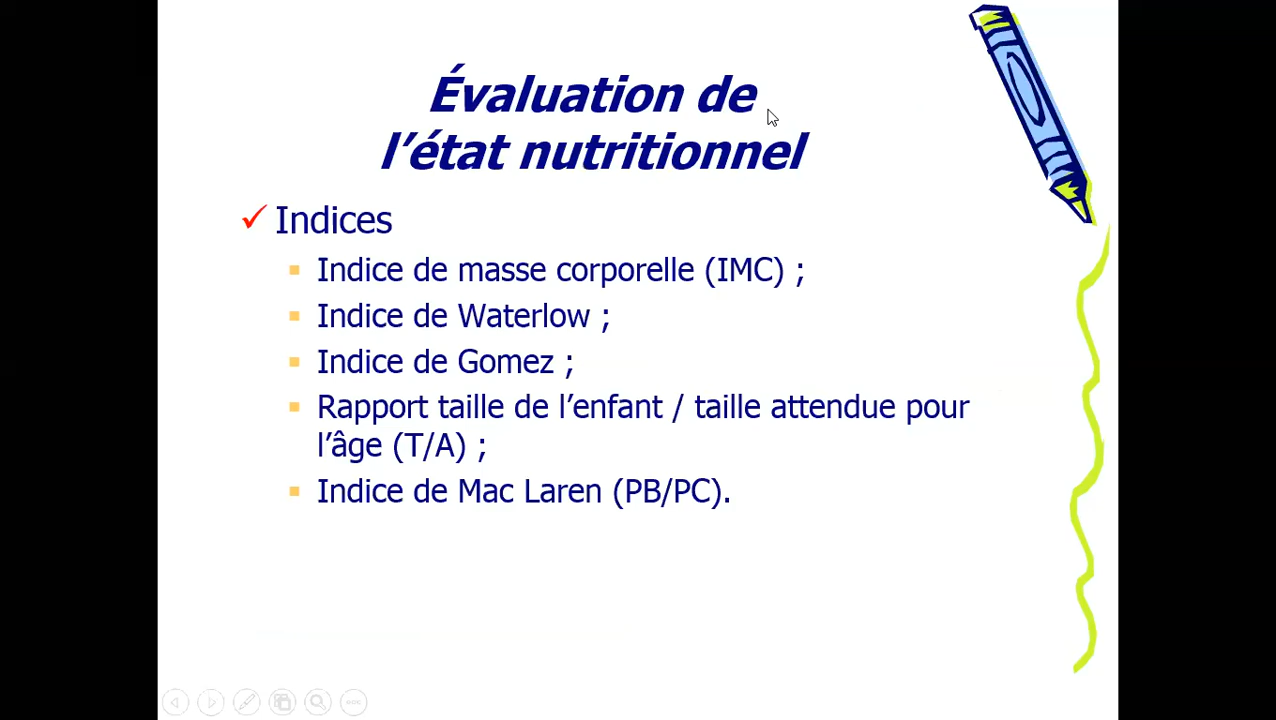 Évaluation de
l’état nutritionnel
Indices
Indice de masse corporelle (IMC) ;
Indice de Waterlow ;
Indice de Gomez ;
Rapport taille de l’enfant / taille attendue pour
l’âge (T/A) ;
Indice de Mac Laren (PB/PC).